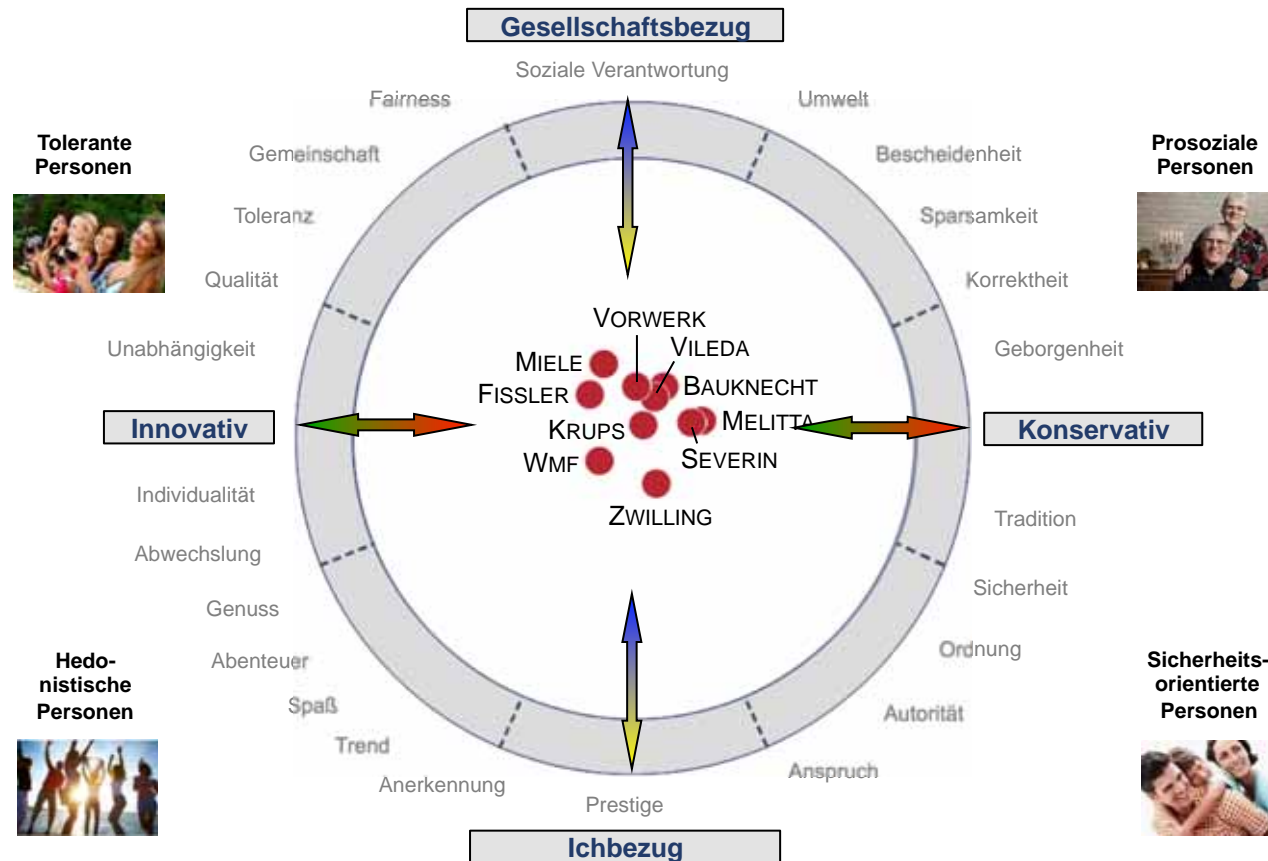 Gesellschaftsbezug
Soziale Verantwortung
Fairness
Umwelt
Tolerante
Personen
Gemeinschaft
Bescheidenheit
Prosoziale
Personen
Toleranz
Sparsamkeit
Qualität
Korrektheit
VORWERK
Unabhängigkeit
VILEDA
Geborgenheit
MIELE
FISSLER
BAUKNECHT
Innovativ
KRUPS
MELITTA
Konservativ
WMF
SEVERIN
Individualität
ZWILLING
Tradition
Abwechslung
Sicherheit
Genuss
Ordnung
Hedo-
nistische
Personen
Abenteuer
Sicherheits-
orientierte
Personen
Spaß
Autorität
Trend
Anerkennung
Anspruch
Prestige
Ichbezug